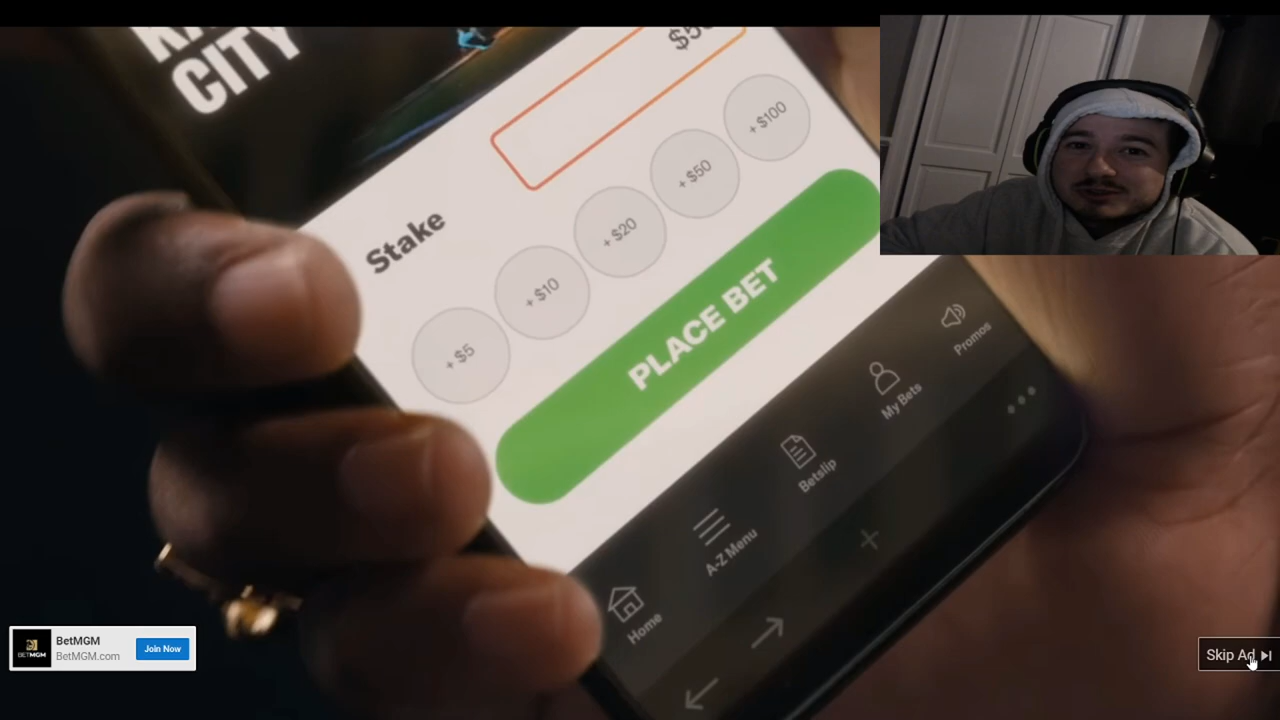 CITY
Stake
+ $5
+ $10
+ $20
+ $50
+ $100
PLACE BET
Home
A-Z Menu
Betslip
My Bets
Promos
BETMGM
BetMGM
BetMGM.com
Join Now
Skip Ad